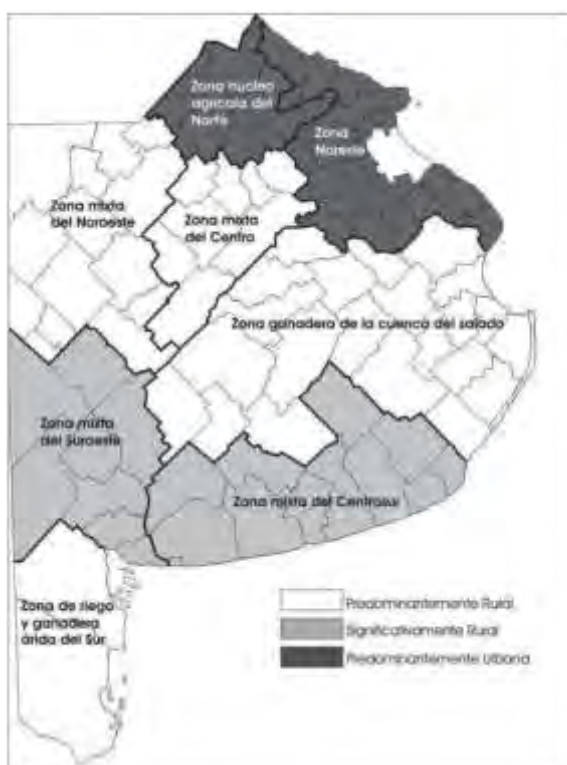 Zona núcleo
agrícola del
Norte
Zona
Noreste
Zona mixta
del Noroeste
Zona mixta
del Centro
Zona ganadera de la cuenca del salado
Zona mixta
del Suroeste
Zona mixta del Centrosur
Zona de riego
y ganadera
árida del Sur
Predominantemente Rural
Significativamente Rural
Predominantemente Urbana